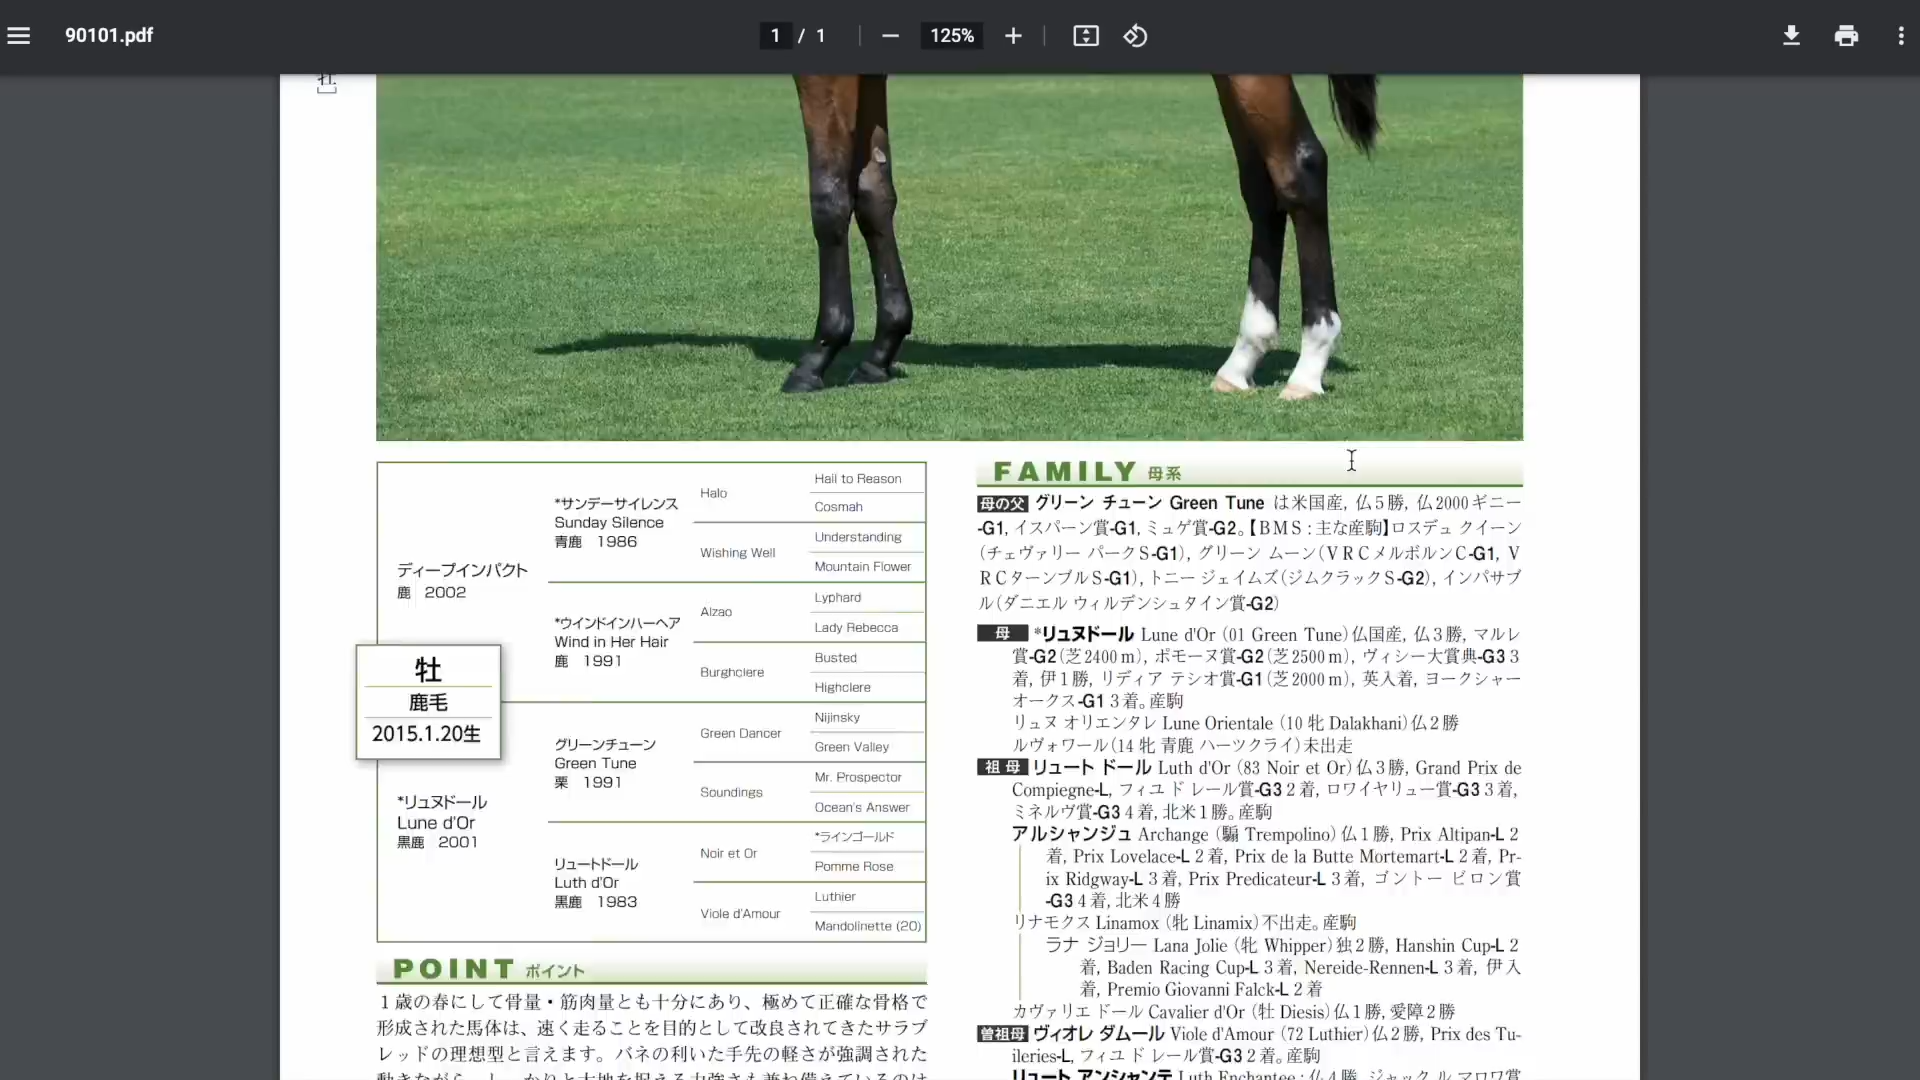 90101.pdf
1 / 1
125%
牡]
ディープインパクト
鹿 2002
*サンデーサイレンス
Sunday Silence
青鹿 1986
Halo
Hail to Reason
Cosmah
Wishing Well
Understanding
Mountain Flower
*ウインドインハーヘア
Wind in Her Hair
鹿 1991
Alzao
Lyphard
Lady Rebecca
Burghclere
Busted
Highclere
牡
鹿毛
2015.1.20生
*リュヌドール
Lune d'Or
黒鹿 2001
グリーンチューン
Green Tune
栗 1991
Green Dancer
Nijinsky
Green Valley
Soundings
Mr. Prospector
Ocean's Answer
リュートドール
Luth d'Or
黒鹿 1983
Noir et Or
*ラインゴールド
Pomme Rose
Viole d'Amour
Luthier
Mandolinette (20)
POINT ポイント
1歳の春にして骨量・筋肉量とも十分にあり、極めて正確な骨格で
形成された馬体は、速く走ることを目的として改良されてきたサラブ
レッドの理想型と言えます。バネの利いた手先の軽さが強調された
FAMILY 母系
母の父 グリーン チューン Green Tune は米国産, 仏5勝, 仏2000ギニー
-G1, イスパーン賞-G1, ミュゲ賞-G2。【BMS:主な産駒】ロスデュ クイーン
(チェヴァリー パークS-G1), グリーン ムーン(VRCメルボルンC-G1, V
RCターンブルS-G1), トニー ジェイムズ(ジムクラックS-G2), インパサブ
ル(ダニエル ウィルデンシュタイン賞-G2)
母 *リュヌドール Lune d'Or (01 Green Tune)仏国産, 仏3勝, マルレ
賞-G2(芝2400m), ポモーヌ賞-G2(芝2500m), ヴィシー大賞典-G3 3
着, 伊1勝, リディア テシオ賞-G1(芝2000m), 英入着, ヨークシャー
オークス-G1 3着。産駒
リュヌ オリエンタレ Lune Orientale (10 牝 Dalakhani)仏2勝
ルヴォワール(14 牝 青鹿 ハーツクライ)未出走
祖母 リュート ドール Luth d'Or (83 Noir et Or)仏3勝, Grand Prix de
Compiegne-L, フィユ ド レール賞-G3 2着, ロワイヤリュー賞-G3 3着,
ミネルヴ賞-G3 4着, 北米1勝。産駒
アルシャンジュ Archange (騸 Trempolino)仏1勝, Prix Altipan-L 2
着, Prix Lovelace-L 2着, Prix de la Butte Mortemart-L 2着, Pr-
ix Ridgway-L 3着, Prix Predicateur-L 3着, ゴントー ビロン賞
-G3 4着, 北米4勝
リナモクス Linamox (牝 Linamix)不出走。産駒
ラナ ジョリー Lana Jolie (牝 Whipper)独2勝, Hanshin Cup-L 2
着, Baden Racing Cup-L 3着, Nereide-Rennen-L 3着, 伊入
着, Premio Giovanni Falck-L 2着
カヴァリエ ドール Cavalier d'Or (牡 Diesis)仏1勝, 愛障2勝
曽祖母 ヴィオレ ダムール Viole d'Amour (72 Luthier)仏2勝, Prix des Tu-
ileries-L, フィユ ド レール賞-G3 2着。産駒
リュート アンシャンテ Luth Enchantee:仏4勝, ジャック ル マロワ賞